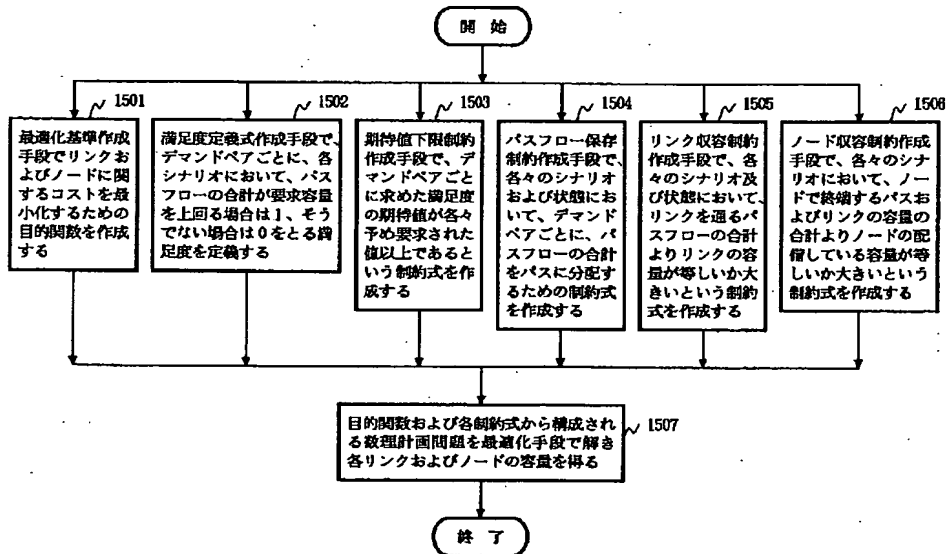 開始
1501
最適化基準作成
手段でリンクお
よびノードに関
するコストを最
小化するための
目的関数を作成
する
1502
満足度定義式作成手段で、
デマンドペアごとに、各
シナリオにおいて、パス
フローの合計が要求容量
を上回る場合は1、そう
でない場合は0をとる満
足度を定義する
1503
期待値下限制約
作成手段で、デ
マンドペアごと
に求めた満足度
の期待値が各々
予め要求された
値以上であると
いう制約式を作
成する
1504
パスフロー保存
制約作成手段で、
各々のシナリオ
および状態にお
いて、デマンド
ペアごとに、パ
スフローの合計
をパスに分配す
るための制約式
を作成する
1505
リンク収容制約
作成手段で、各
々のシナリオ及
び状態において、
リンクを通るパ
スフローの合計
よりリンクの容
量が等しいか大
きいという制約
式を作成する
1506
ノード収容制約作成
手段で、各々のシナ
リオにおいて、ノー
ドで終端するパスお
よびリンクの容量の
合計よりノードの配
備している容量が等
しいか大きいという
制約式を作成する
目的関数および各制約式から構成され
る数理計画問題を最適化手段で解き
各リンクおよびノードの容量を得る
1507
終了